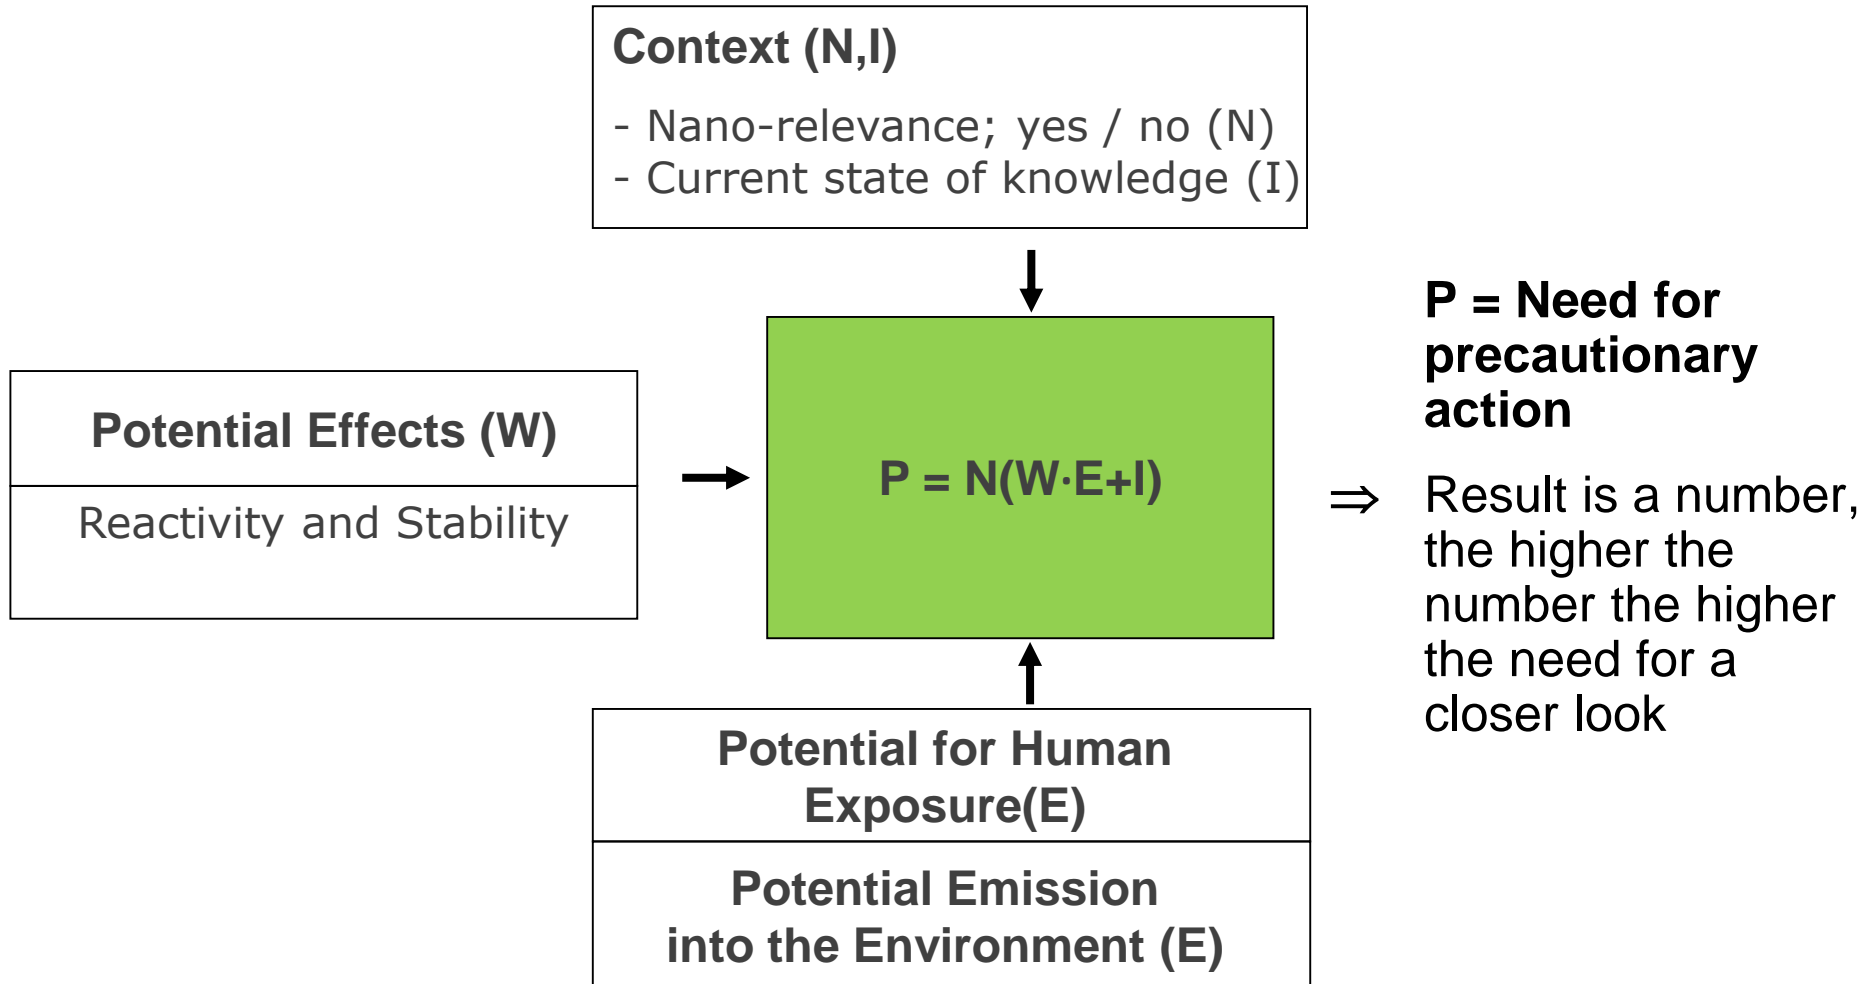 Context (N,I)
- Nano-relevance; yes / no (N)
- Current state of knowledge (I)
Potential Effects (W)
Reactivity and Stability
P = N(W·E+I)
Potential for Human
Exposure(E)
Potential Emission
into the Environment (E)
P = Need for
precautionary
action
⇒ Result is a number,
the higher the
number the higher
the need for a
closer look